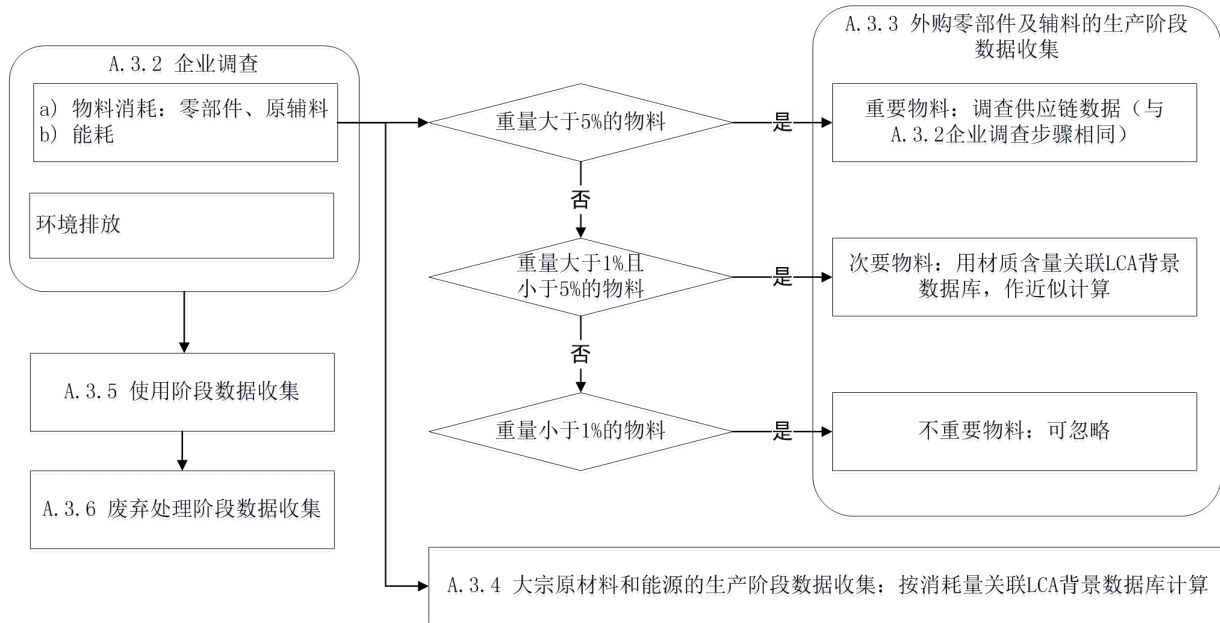 A.3.2 企业调查
a) 物料消耗：零部件、原辅料
b) 能耗
环境排放
A.3.5 使用阶段数据收集
A.3.6 废弃处理阶段数据收集
重量大于5%的物料
是
否
重量大于1%且
小于5%的物料
是
否
重量小于1%的物料
是
A.3.3 外购零部件及辅料的生产阶段
数据收集
重要物料：调查供应链数据（与
A.3.2企业调查步骤相同）
次要物料：用材质含量关联LCA背景
数据库，作近似计算
不重要物料：可忽略
A.3.4 大宗原材料和能源的生产阶段数据收集：按消耗量关联LCA背景数据库计算